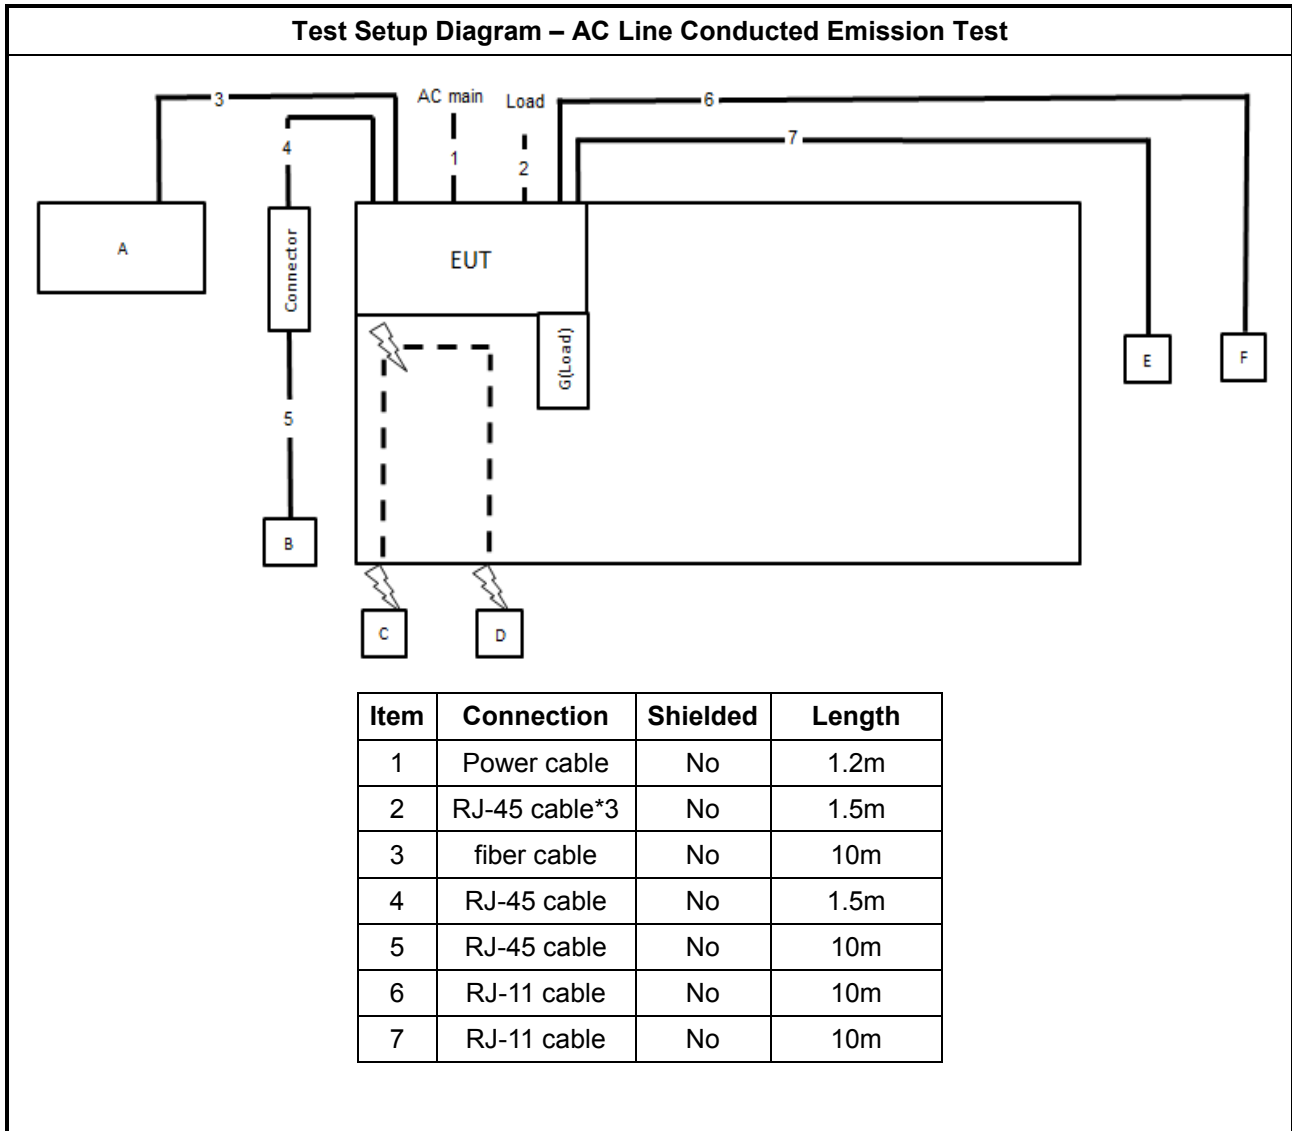 Test Setup Diagram – AC Line Conducted Emission Test
3
AC main
Load
6
4
1
2
7
A
Connector
EUT
G(Load)
E
F
5
B
C
D
Item Connection Shielded Length
1 Power cable No 1.2m
2 RJ-45 cable*3 No 1.5m
3 fiber cable No 10m
4 RJ-45 cable No 1.5m
5 RJ-45 cable No 10m
6 RJ-11 cable No 10m
7 RJ-11 cable No 10m